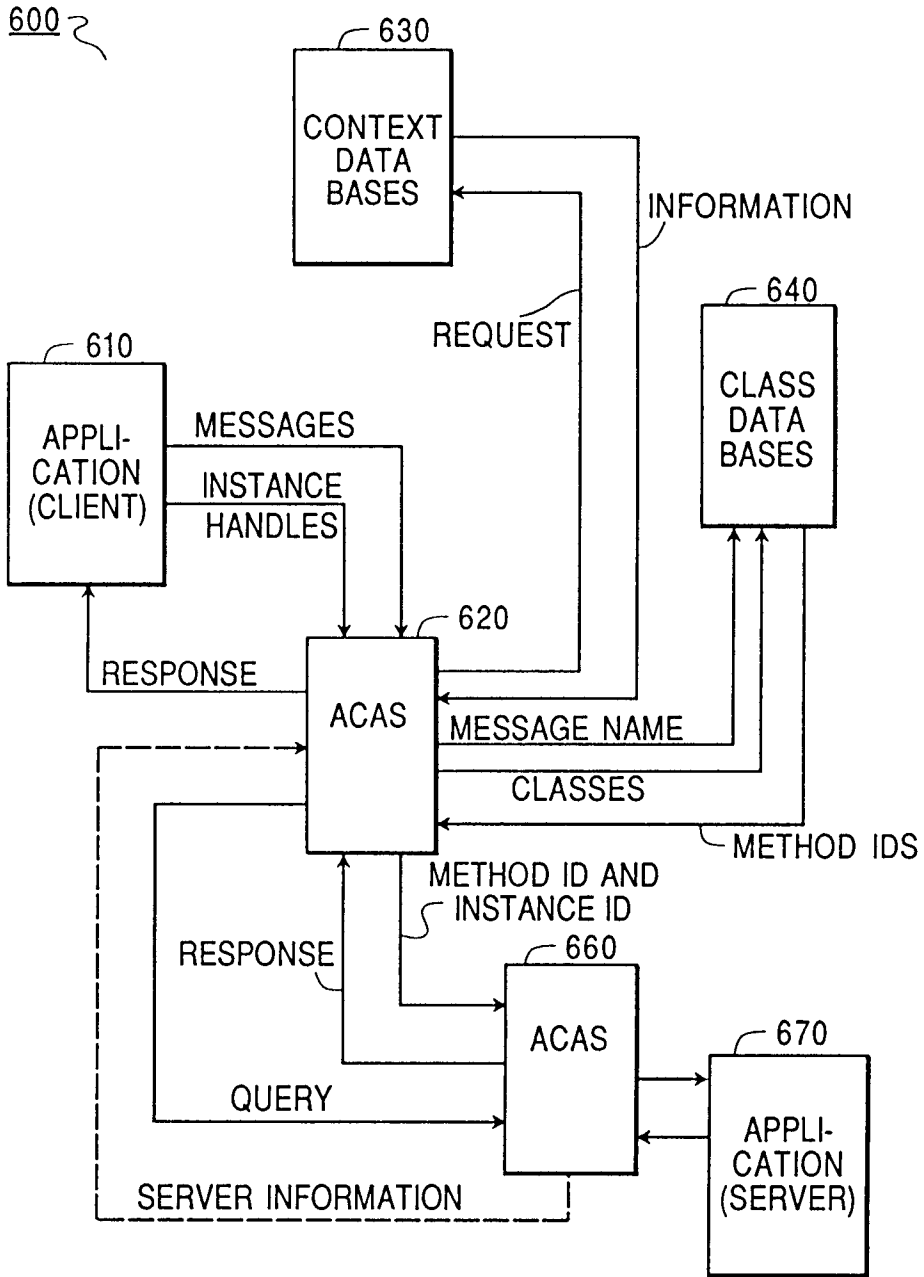 600
630
CONTEXT
DATA
BASES
INFORMATION
REQUEST
640
CLASS
DATA
BASES
610
APPLI-
CATION
(CLIENT)
MESSAGES
INSTANCE
HANDLES
620
RESPONSE
ACAS
MESSAGE NAME
CLASSES
METHOD IDS
METHOD ID AND
INSTANCE ID
RESPONSE
660
ACAS
670
APPLI-
CATION
(SERVER)
QUERY
SERVER INFORMATION